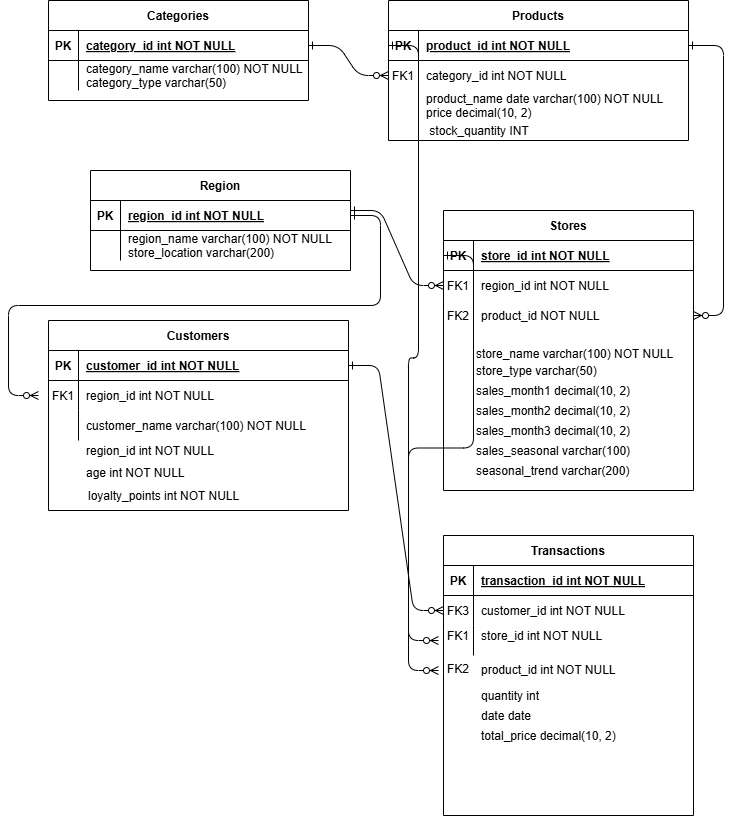 Categories
PK category_id int NOT NULL
category_name varchar(100) NOT NULL
category_type varchar(50)
Products
PK product_id int NOT NULL
FK1 category_id int NOT NULL
product_name date varchar(100) NOT NULL
price decimal(10, 2)
stock_quantity INT
Region
PK region_id int NOT NULL
region_name varchar(100) NOT NULL
store_location varchar(200)
Stores
PK store_id int NOT NULL
FK1 region_id int NOT NULL
FK2 product_id NOT NULL
store_name varchar(100) NOT NULL
store_type varchar(50)
sales_month1 decimal(10, 2)
sales_month2 decimal(10, 2)
sales_month3 decimal(10, 2)
sales_seasonal varchar(100)
seasonal_trend varchar(200)
Customers
PK customer_id int NOT NULL
FK1 region_id int NOT NULL
customer_name varchar(100) NOT NULL
region_id int NOT NULL
age int NOT NULL
loyalty_points int NOT NULL
Transactions
PK transaction_id int NOT NULL
FK3 customer_id int NOT NULL
FK1 store_id int NOT NULL
FK2 product_id int NOT NULL
quantity int
date date
total_price decimal(10, 2)